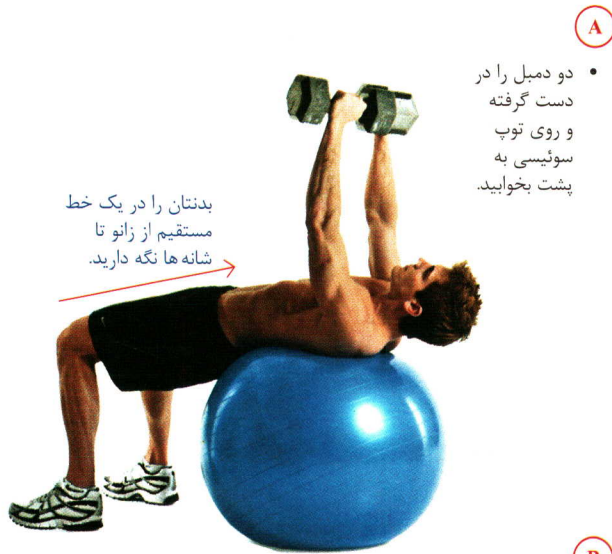 A
• دو دمبل را در
دست گرفته
و روی توپ
سوئیسی به
پشت بخوابید.
بدنتان را در یک خط
مستقیم از زانو تا
شانه‌ها نگه دارید.